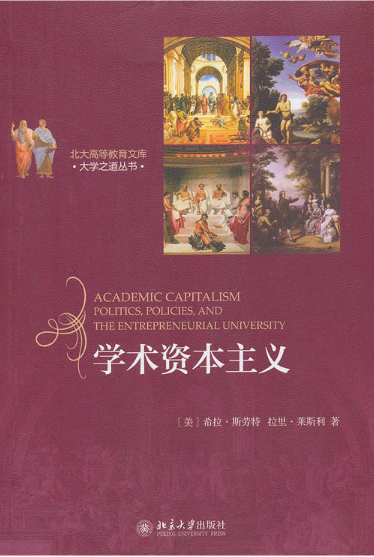 北大高等教育文库
·大学之道丛书·
ACADEMIC CAPITALISM
POLITICS, POLICIES, AND
THE ENTREPRENEURIAL UNIVERSITY
学术资本主义
[美]希拉·斯劳特 拉里·莱斯利 著
北京大学出版社
PEKING UNIVERSITY PRESS